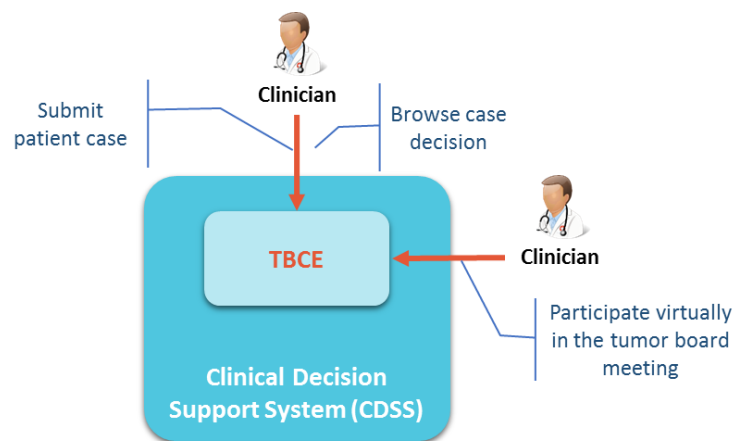 Clinician
Submit
patient case
Browse case
decision
TBCE
Clinician
Participate virtually
in the tumor board
meeting
Clinical Decision
Support System (CDSS)